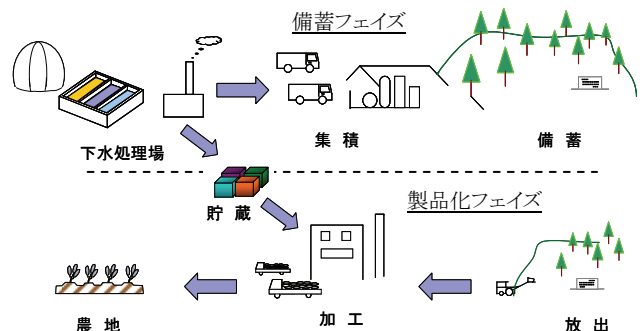 備蓄フェイズ
下水処理場
集積
備蓄
貯蔵
製品化フェイズ
農地
加工
放出